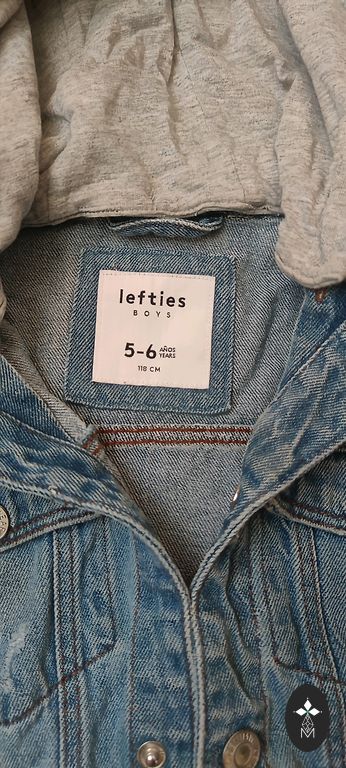 lefties
BOYS
5-6 AÑOS
YEARS
118 CM
M